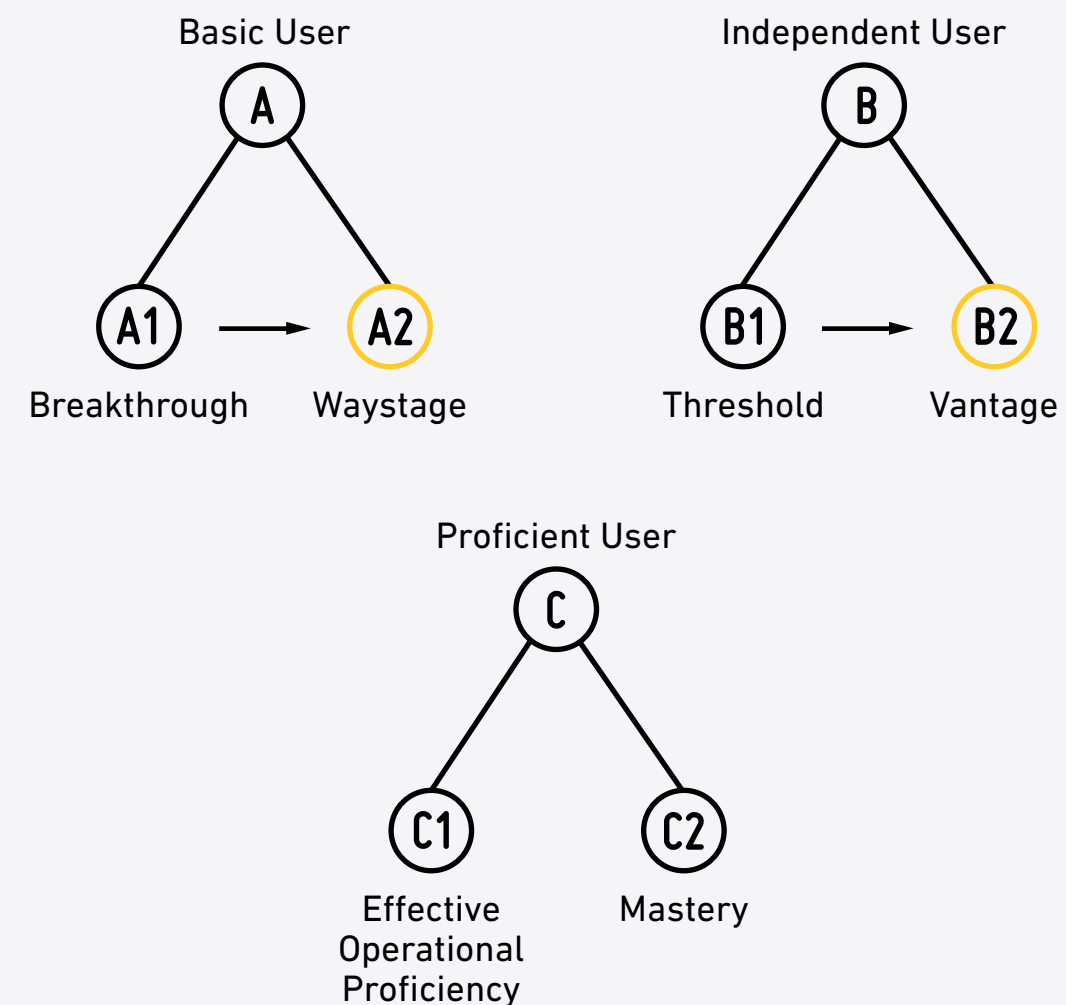 Basic User
Independent User
A
B
A1
A2
B1
B2
Breakthrough
Waystage
Threshold
Vantage
Proficient User
C
C1
C2
Effective
Operational
Proficiency
Mastery